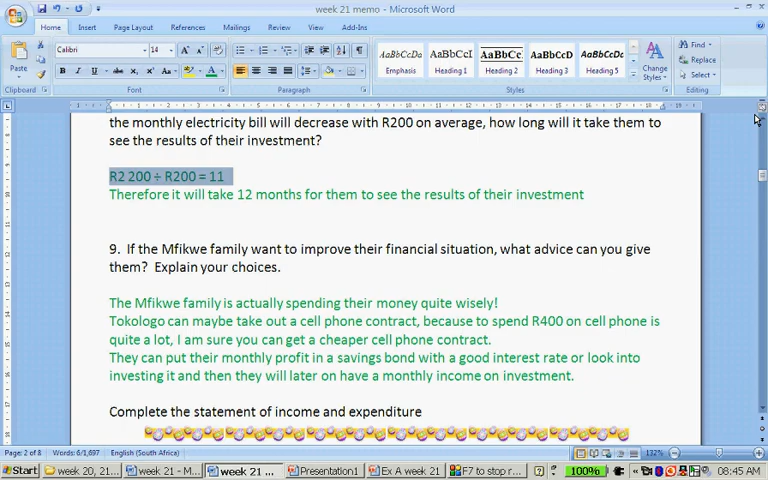 week 21 memo - Microsoft Word
Home Insert Page Layout References Mailings Review View Add-Ins
Paste
Calibri 14
B I U
AaBbCcDc AaBbCcI AaBbCc AaBbCcD AaBbCcDc
Emphasis Heading 1 Heading 2 Heading 3 Heading 5
Change Styles
Find
Replace
Select
Clipboard Font Paragraph Styles Editing
the monthly electricity bill will decrease with R200 on average, how long will it take them to
see the results of their investment?
R2 200 ÷ R200 = 11
Therefore it will take 12 months for them to see the results of their investment
9. If the Mfikwe family want to improve their financial situation, what advice can you give
them? Explain your choices.
The Mfikwe family is actually spending their money quite wisely!
Tokologo can maybe take out a cell phone contract, because to spend R400 on cell phone is
quite a lot, I am sure you can get a cheaper cell phone contract.
They can put their monthly profit in a savings bond with a good interest rate or look into
investing it and then they will later on have a monthly income on investment.
Complete the statement of income and expenditure
Page: 2 of 8 Words: 6/1,697 English (South Africa) 132%
Start week 20, 21... week 21 - M... week 21 ... Presentation1 Ex A week 21 F7 to stop r... 100% 08:45 AM